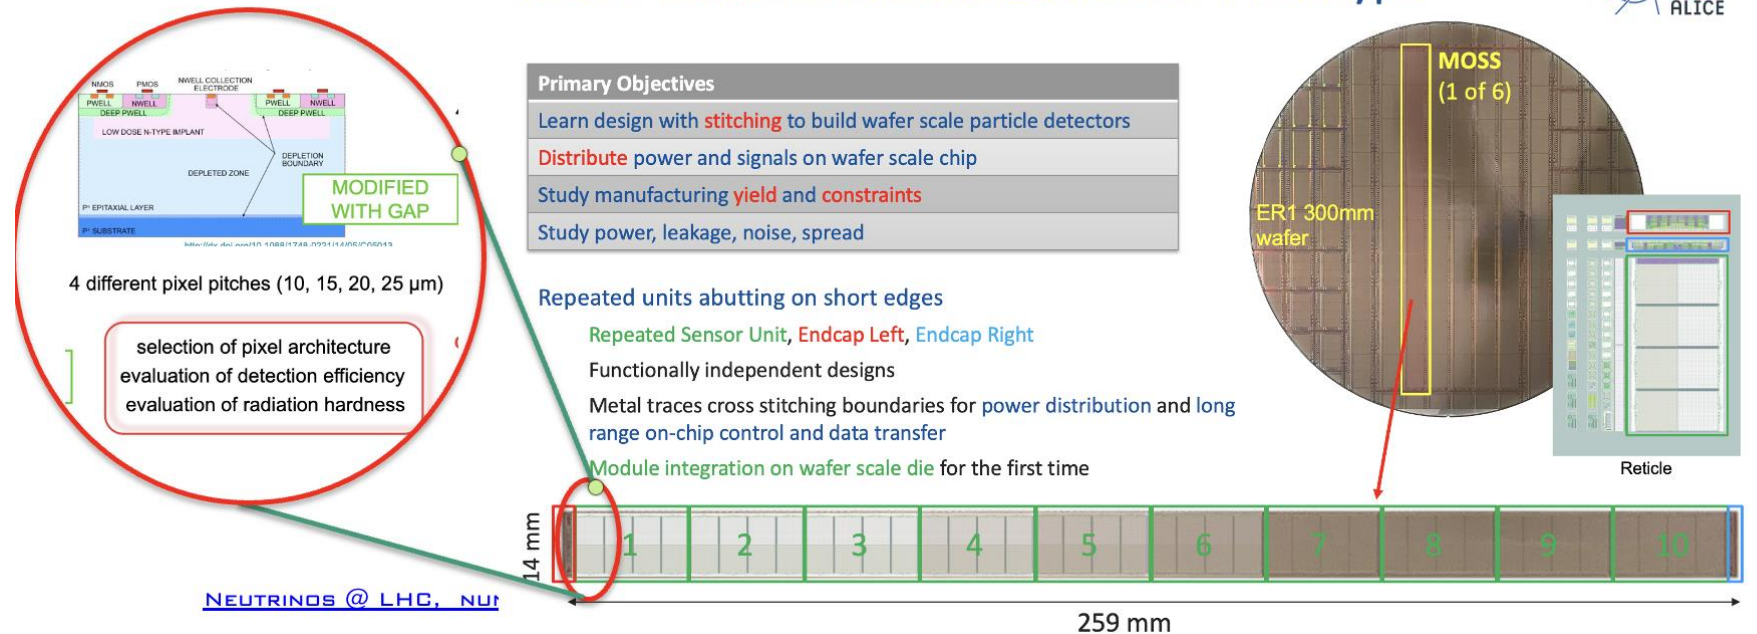 ALICE
NMOS PMOS NWELL COLLECTION
ELECTRODE
PWELL NWELL PWELL NWELL
DEEP PWELL DEEP PWELL
LOW DOSE N-TYPE IMPLANT
DEPLETION
BOUNDARY
DEPLETED ZONE
MODIFIED
WITH GAP
P+ EPITAXIAL LAYER
P+ SUBSTRATE
4 different pixel pitches (10, 15, 20, 25 µm)
selection of pixel architecture
evaluation of detection efficiency
evaluation of radiation hardness
NEUTRINOS @ LHC,
Primary Objectives
Learn design with stitching to build wafer scale particle detectors
Distribute power and signals on wafer scale chip
Study manufacturing yield and constraints
Study power, leakage, noise, spread
Repeated units abutting on short edges
Repeated Sensor Unit, Endcap Left, Endcap Right
Functionally independent designs
Metal traces cross stitching boundaries for power distribution and long
range on-chip control and data transfer
Module integration on wafer scale die for the first time
MOSS
(1 of 6)
ER1 300mm
wafer
Reticle
14 mm
1 2 3 4 5 6 7 8 9 10
259 mm